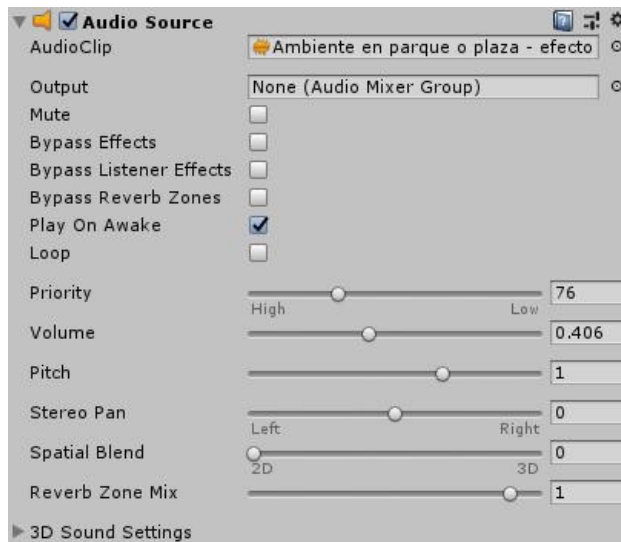 Audio Source
AudioClip Ambiente en parque o plaza - efecto
Output None (Audio Mixer Group)
Mute
Bypass Effects
Bypass Listener Effects
Bypass Reverb Zones
Play On Awake
Loop
Priority 76
High Low
Volume 0.406
Pitch 1
Stereo Pan 0
Left Right
Spatial Blend 0
2D 3D
Reverb Zone Mix 1
3D Sound Settings